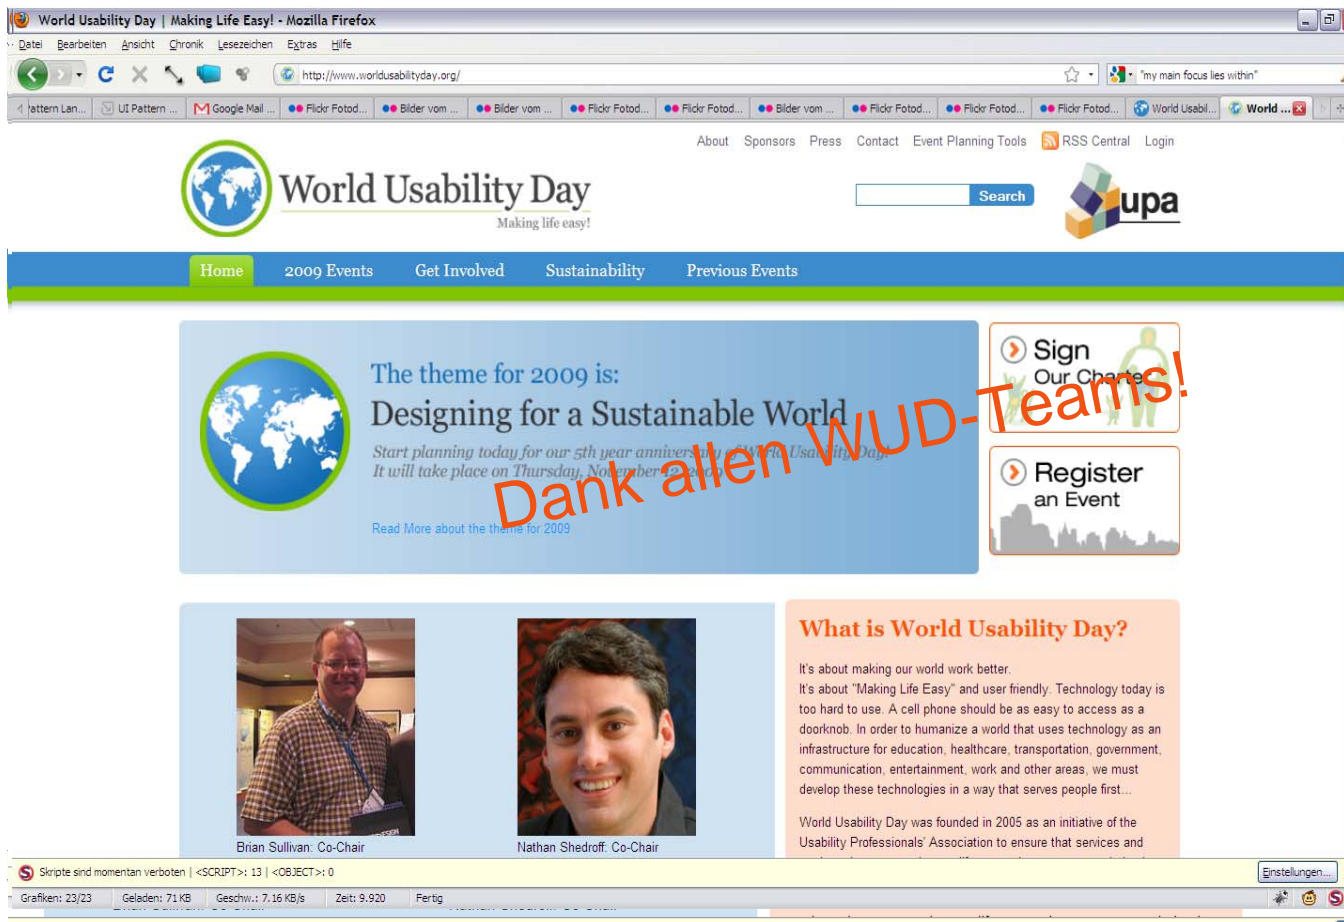 World Usability Day | Making Life Easy! - Mozilla Firefox
Datei Bearbeiten Ansicht Chronik Lesezeichen Extras Hilfe
http://www.worldusabilityday.org/ "my main focus lies within"
Pattern Lan... UI Pattern ... Google Mail ... Flickr Fotod... Bilder vom ... Bilder vom ... Flickr Fotod... Flickr Fotod... Bilder vom ... Flickr Fotod... Flickr Fotod... Flickr Fotod... World Usabil... World ...
About Sponsors Press Contact Event Planning Tools RSS Central Login
World Usability Day
Making life easy!
Search
upa
Home 2009 Events Get Involved Sustainability Previous Events
The theme for 2009 is:
Designing for a Sustainable World
Start planning today for our 5th year anniversary of World Usability Day!
It will take place on Thursday, November 12, 2009
Read More about the theme for 2009
Sign
Our Charter
Register
an Event
Dank allen WUD-Teams!
Brian Sullivan: Co-Chair
Nathan Shedroff: Co-Chair
What is World Usability Day?
It's about making our world work better.
It's about "Making Life Easy" and user friendly. Technology today is
too hard to use. A cell phone should be as easy to access as a
doorknob. In order to humanize a world that uses technology as an
infrastructure for education, healthcare, transportation, government,
communication, entertainment, work and other areas, we must
develop these technologies in a way that serves people first...
World Usability Day was founded in 2005 as an initiative of the
Usability Professionals' Association to ensure that services and
Skripte sind momentan verboten | <SCRIPT>: 13 | <OBJECT>: 0 Einstellungen...
Grafiken: 23/23 Geladen: 71 KB Geschw.: 7.16 KB/s Zeit: 9.920 Fertig